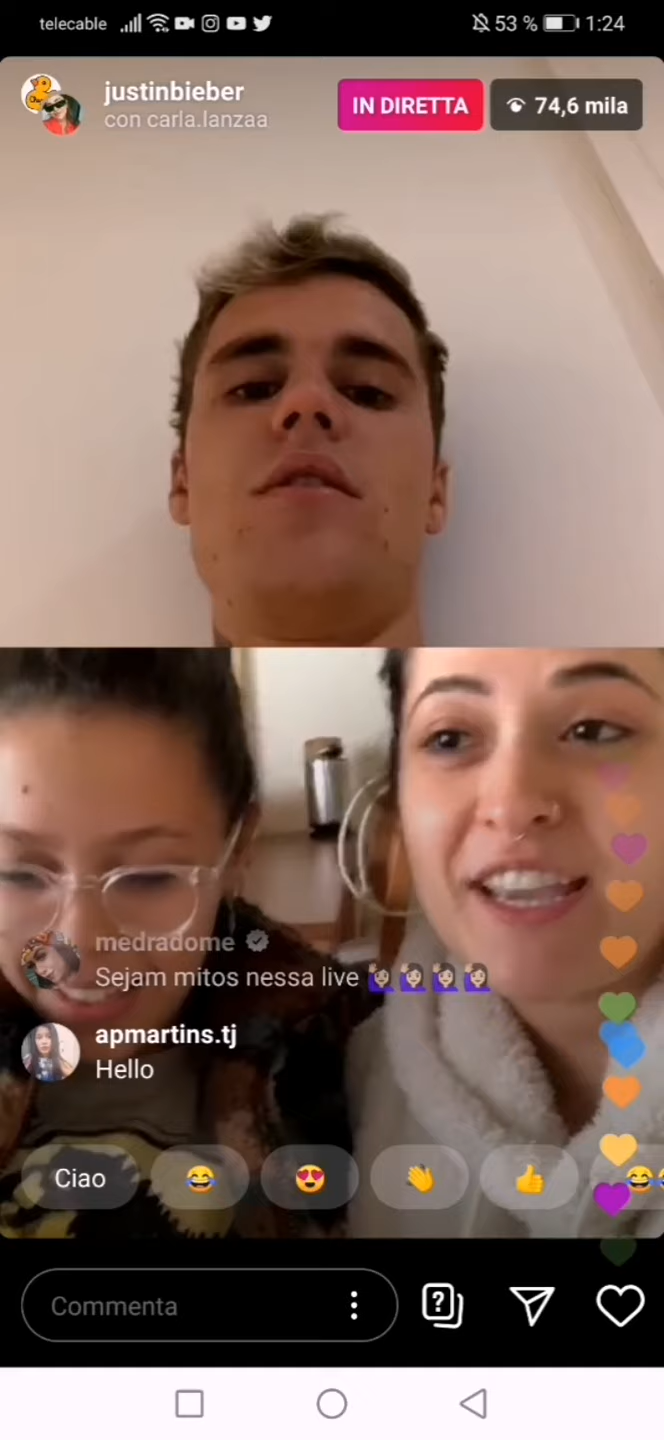 telecable 53 % 1:24
justinbieber
con carla.lanzaa
IN DIRETTA
74,6 mila
medradome
Sejam mitos nessa live 🙋🏻‍♀️🙋🏻‍♀️🙋🏻‍♀️🙋🏻‍♀️
apmartins.tj
Hello
Ciao 😂 😍 👏 👍 😂
Commenta